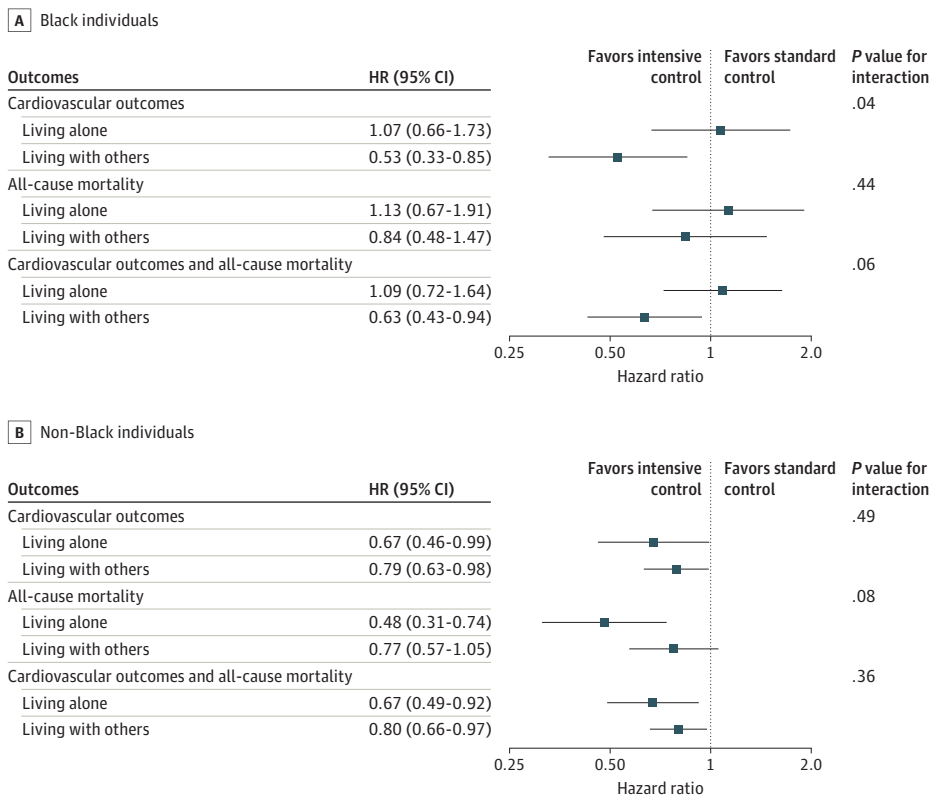 A Black individuals
Favors intensive control Favors standard control P value for interaction
Outcomes HR (95% CI)
Cardiovascular outcomes .04
Living alone 1.07 (0.66-1.73)
Living with others 0.53 (0.33-0.85)
All-cause mortality .44
Living alone 1.13 (0.67-1.91)
Living with others 0.84 (0.48-1.47)
Cardiovascular outcomes and all-cause mortality .06
Living alone 1.09 (0.72-1.64)
Living with others 0.63 (0.43-0.94)
0.25 0.50 1 2.0
Hazard ratio
B Non-Black individuals
Favors intensive control Favors standard control P value for interaction
Outcomes HR (95% CI)
Cardiovascular outcomes .49
Living alone 0.67 (0.46-0.99)
Living with others 0.79 (0.63-0.98)
All-cause mortality .08
Living alone 0.48 (0.31-0.74)
Living with others 0.77 (0.57-1.05)
Cardiovascular outcomes and all-cause mortality .36
Living alone 0.67 (0.49-0.92)
Living with others 0.80 (0.66-0.97)
0.25 0.50 1 2.0
Hazard ratio